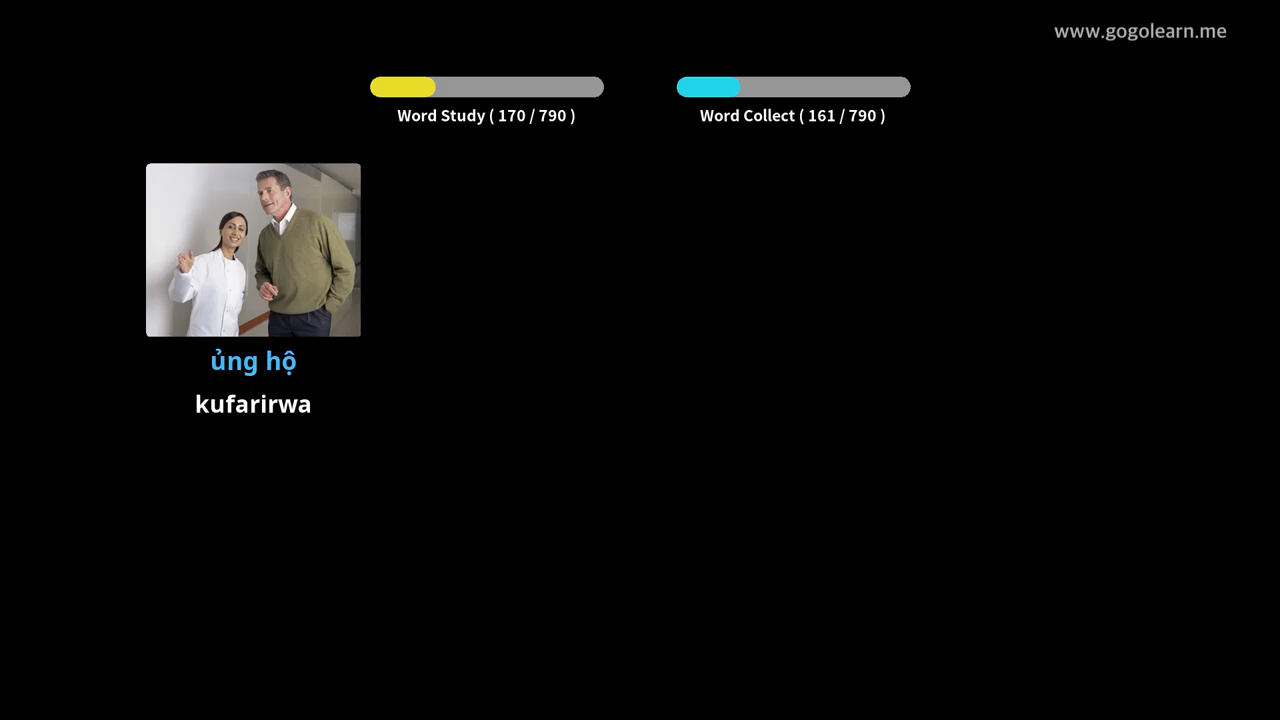 www.gogolearn.me
Word Study ( 170 / 790 )
Word Collect ( 161 / 790 )
ủng hộ
kufarirwa